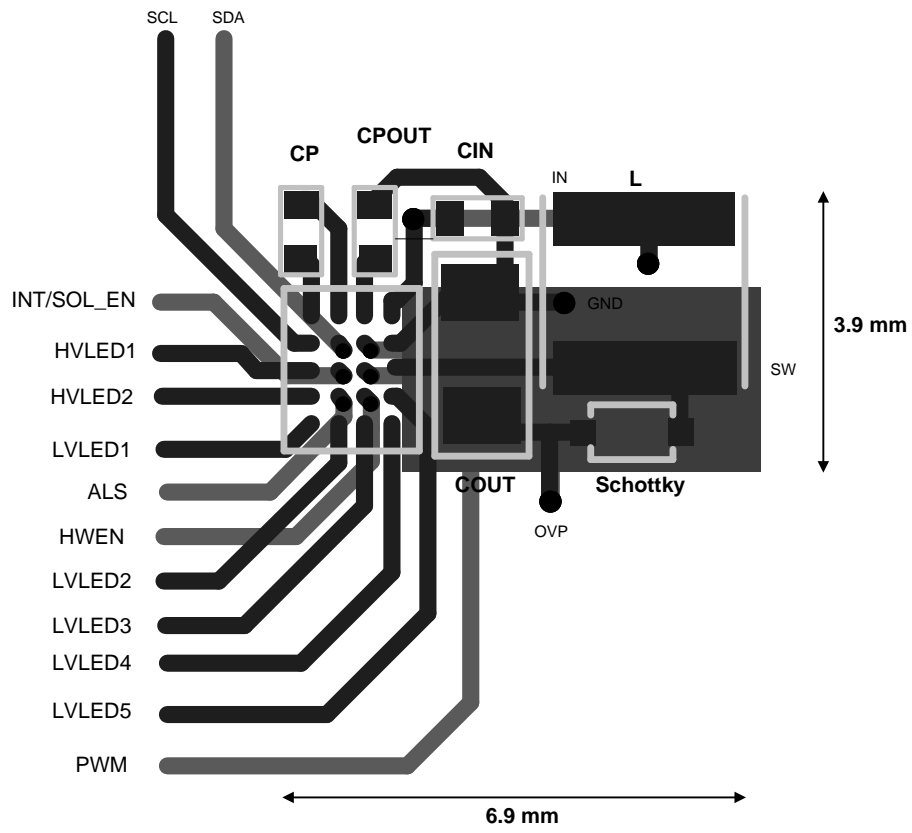 SCL
SDA
CPOUT
CP
CIN
IN
L
INT/SOL_EN
GND
3.9 mm
HVLED1
SW
HVLED2
LVLED1
COUT
Schottky
ALS
OVP
HWEN
LVLED2
LVLED3
LVLED4
LVLED5
PWM
6.9 mm